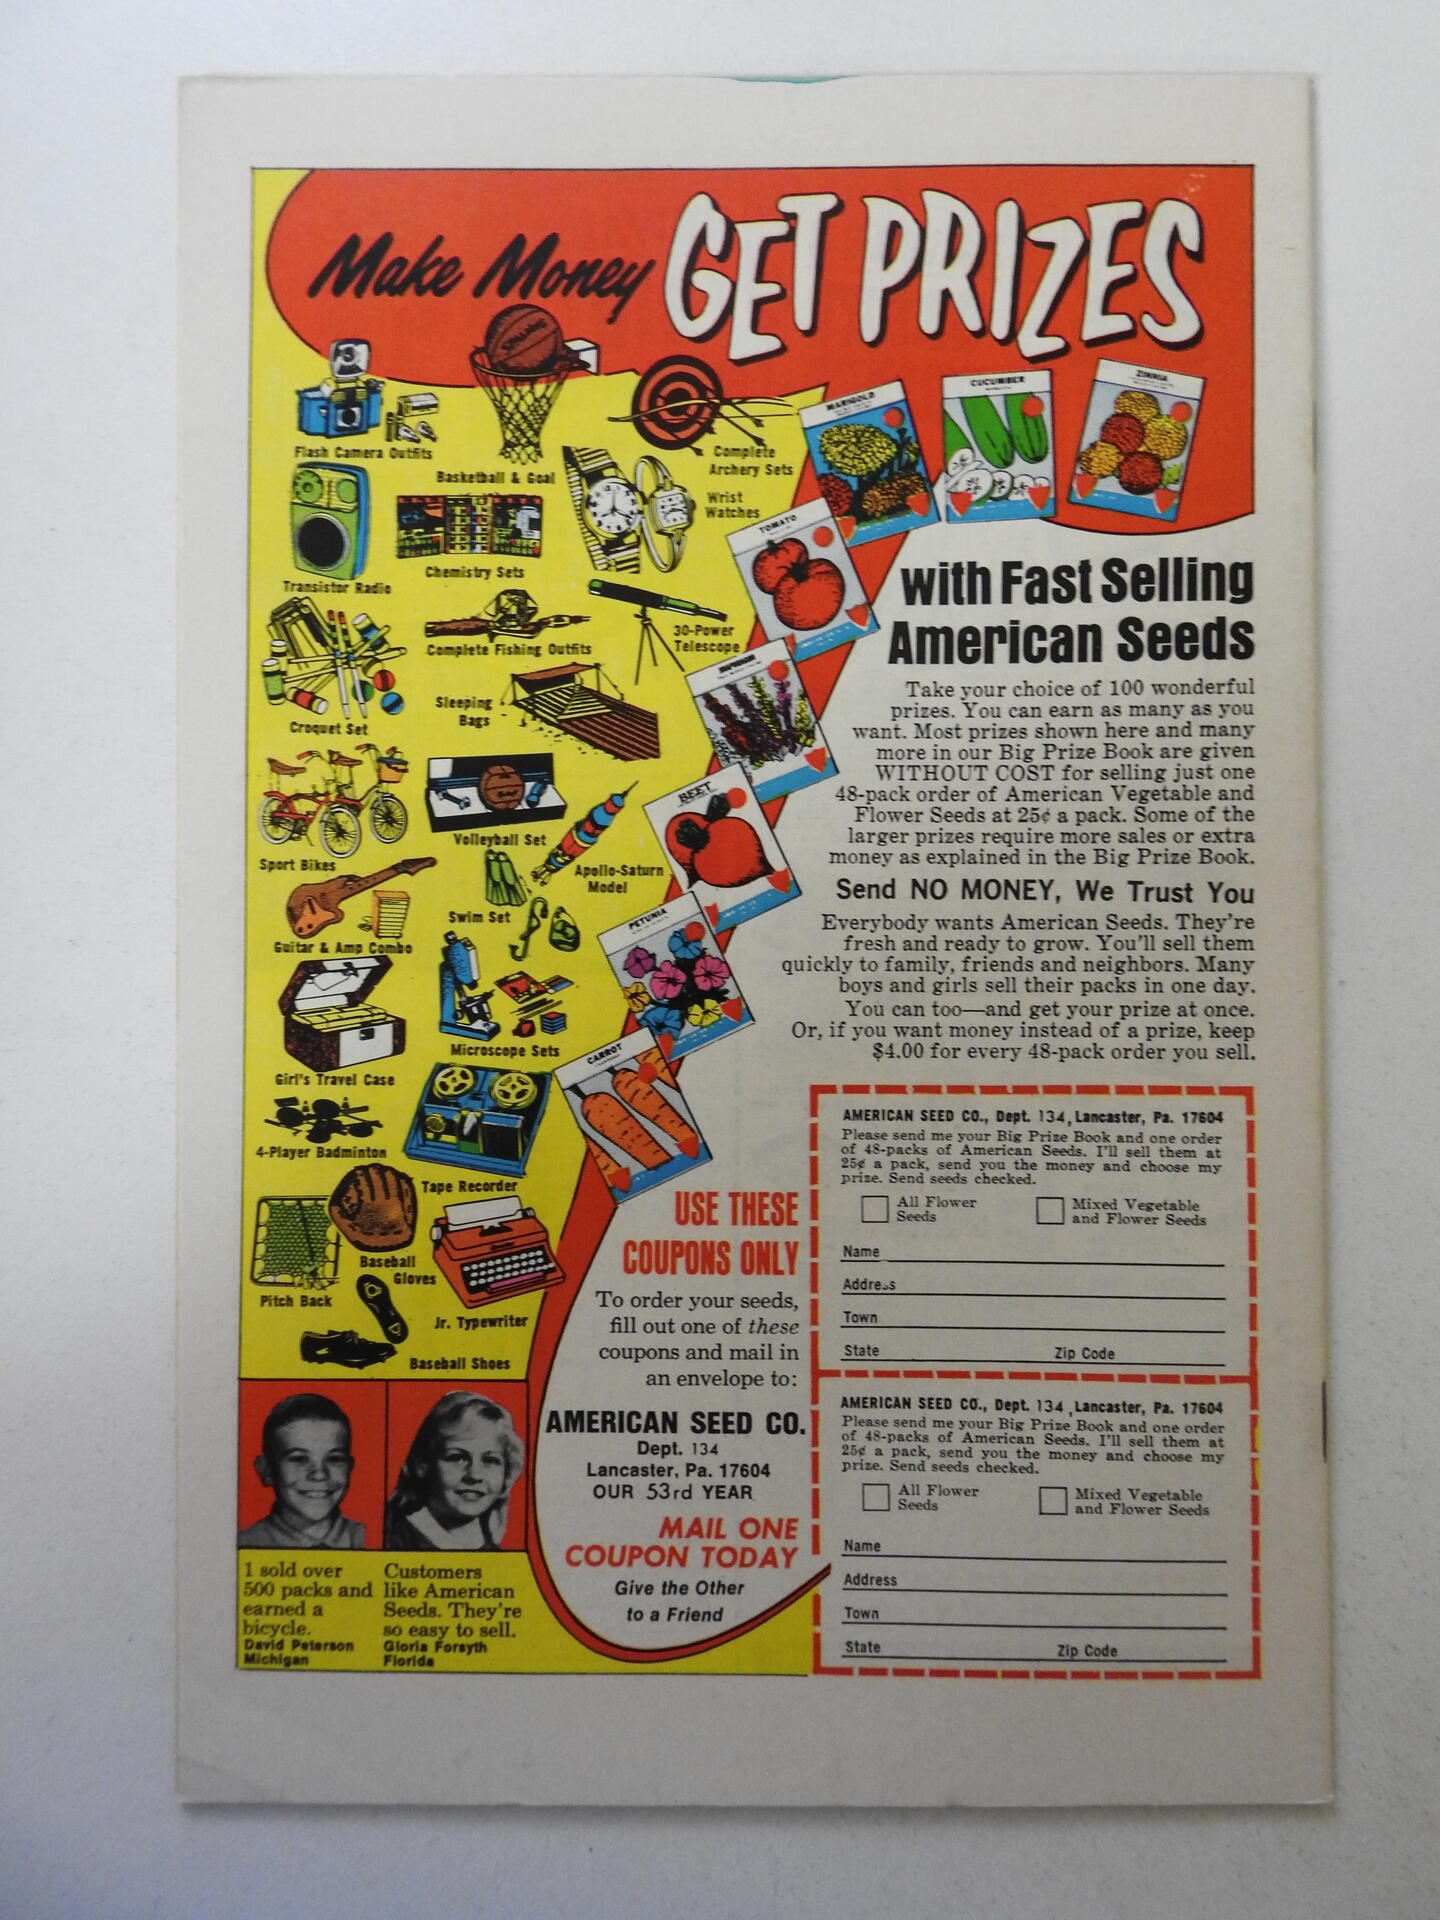 Make Money GET PRIZES
SPALDING
Flash Camera Outfits
Basketball & Goal
Complete
Archery Sets
Wrist
Watches
Transistor Radio
Chemistry Sets
Complete Fishing Outfits
30-Power
Telescope
Croquet Set
Sleeping
Bags
Volleyball Set
Sport Bikes
Apollo-Saturn
Model
Swim Set
Guitar & Amp Combo
Microscope Sets
Girl's Travel Case
4-Player Badminton
Tape Recorder
Baseball
Gloves
Pitch Back
Jr. Typewriter
Baseball Shoes
MARIGOLD
CUCUMBER
ZINNIA
TOMATO
BEET
PETUNIA
CARROT
with Fast Selling
American Seeds
Take your choice of 100 wonderful
prizes. You can earn as many as you
want. Most prizes shown here and many
more in our Big Prize Book are given
WITHOUT COST for selling just one
48-pack order of American Vegetable and
Flower Seeds at 25¢ a pack. Some of the
larger prizes require more sales or extra
money as explained in the Big Prize Book.
Send NO MONEY, We Trust You
Everybody wants American Seeds. They're
fresh and ready to grow. You'll sell them
quickly to family, friends and neighbors. Many
boys and girls sell their packs in one day.
You can too—and get your prize at once.
Or, if you want money instead of a prize, keep
$4.00 for every 48-pack order you sell.
USE THESE
COUPONS ONLY
To order your seeds,
fill out one of these
coupons and mail in
an envelope to:
AMERICAN SEED CO.
Dept. 134
Lancaster, Pa. 17604
OUR 53rd YEAR
MAIL ONE
COUPON TODAY
Give the Other
to a Friend
AMERICAN SEED CO., Dept. 134, Lancaster, Pa. 17604
Please send me your Big Prize Book and one order
of 48-packs of American Seeds. I'll sell them at
25¢ a pack, send you the money and choose my
prize. Send seeds checked.
All Flower
Seeds
Mixed Vegetable
and Flower Seeds
Name
Address
Town
State Zip Code
AMERICAN SEED CO., Dept. 134, Lancaster, Pa. 17604
Please send me your Big Prize Book and one order
of 48-packs of American Seeds. I'll sell them at
25¢ a pack, send you the money and choose my
prize. Send seeds checked.
All Flower
Seeds
Mixed Vegetable
and Flower Seeds
Name
Address
Town
State Zip Code
I sold over
500 packs and
earned a
bicycle.
David Peterson
Michigan
Customers
like American
Seeds. They're
so easy to sell.
Gloria Forsyth
Florida